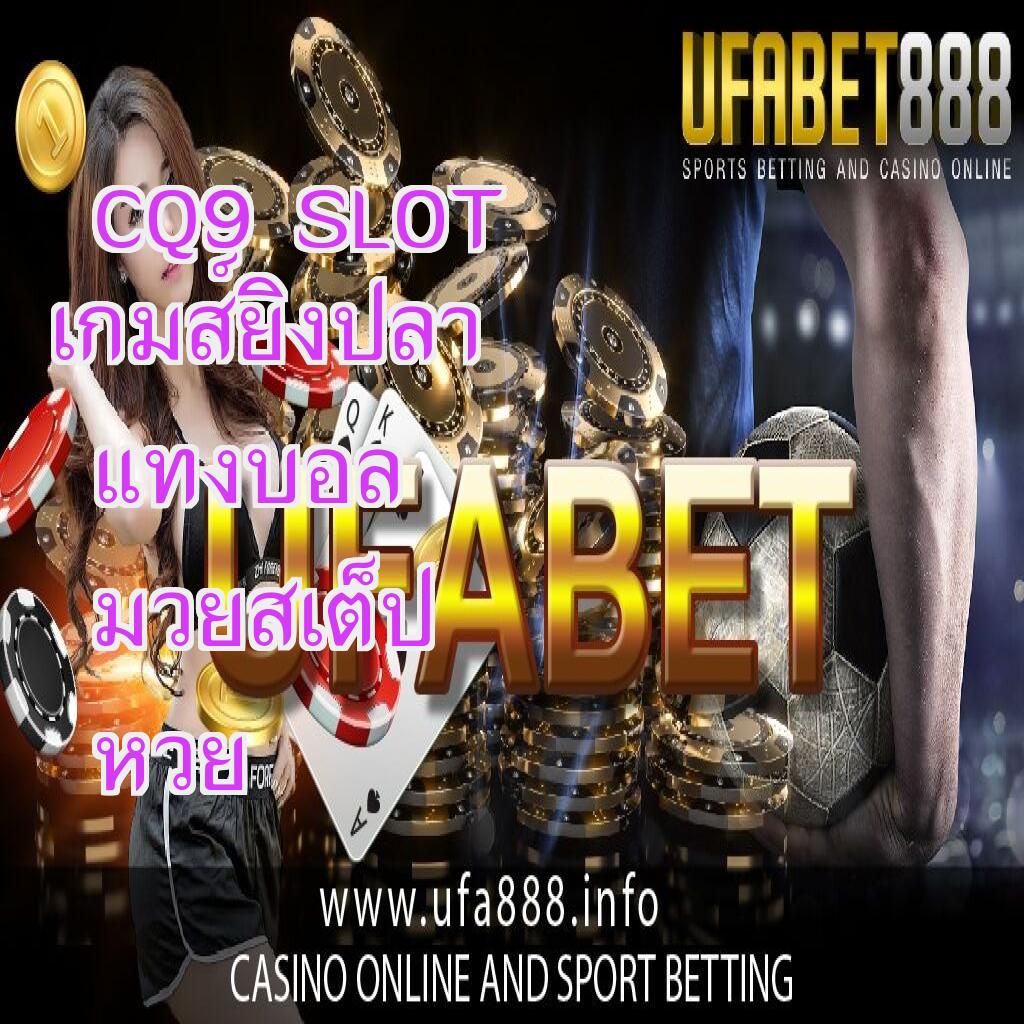 UFABET888
SPORTS BETTING AND CASINO ONLINE
CQ9 SLOT
เกมส์ยิงปลา
แทงบอล
UFABET
มวยสเต็ป
หวย
Q
K
A
1
FOR
www.ufa888.info
CASINO ONLINE AND SPORT BETTING